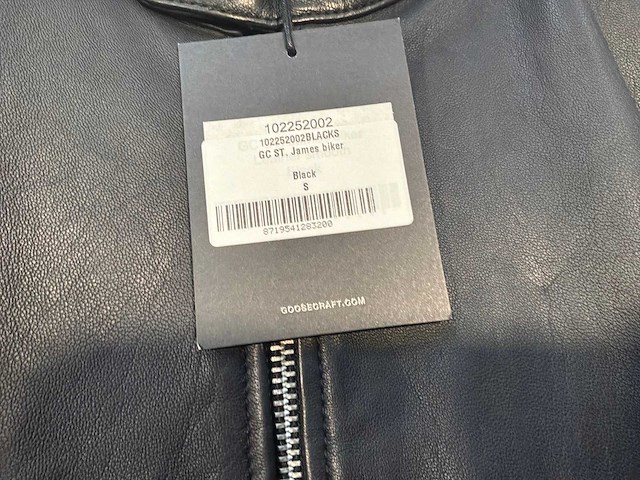 102252002
102252002BLACKS
GC ST. James biker
Black
S
8719541283200
GOOSECRAFT.COM